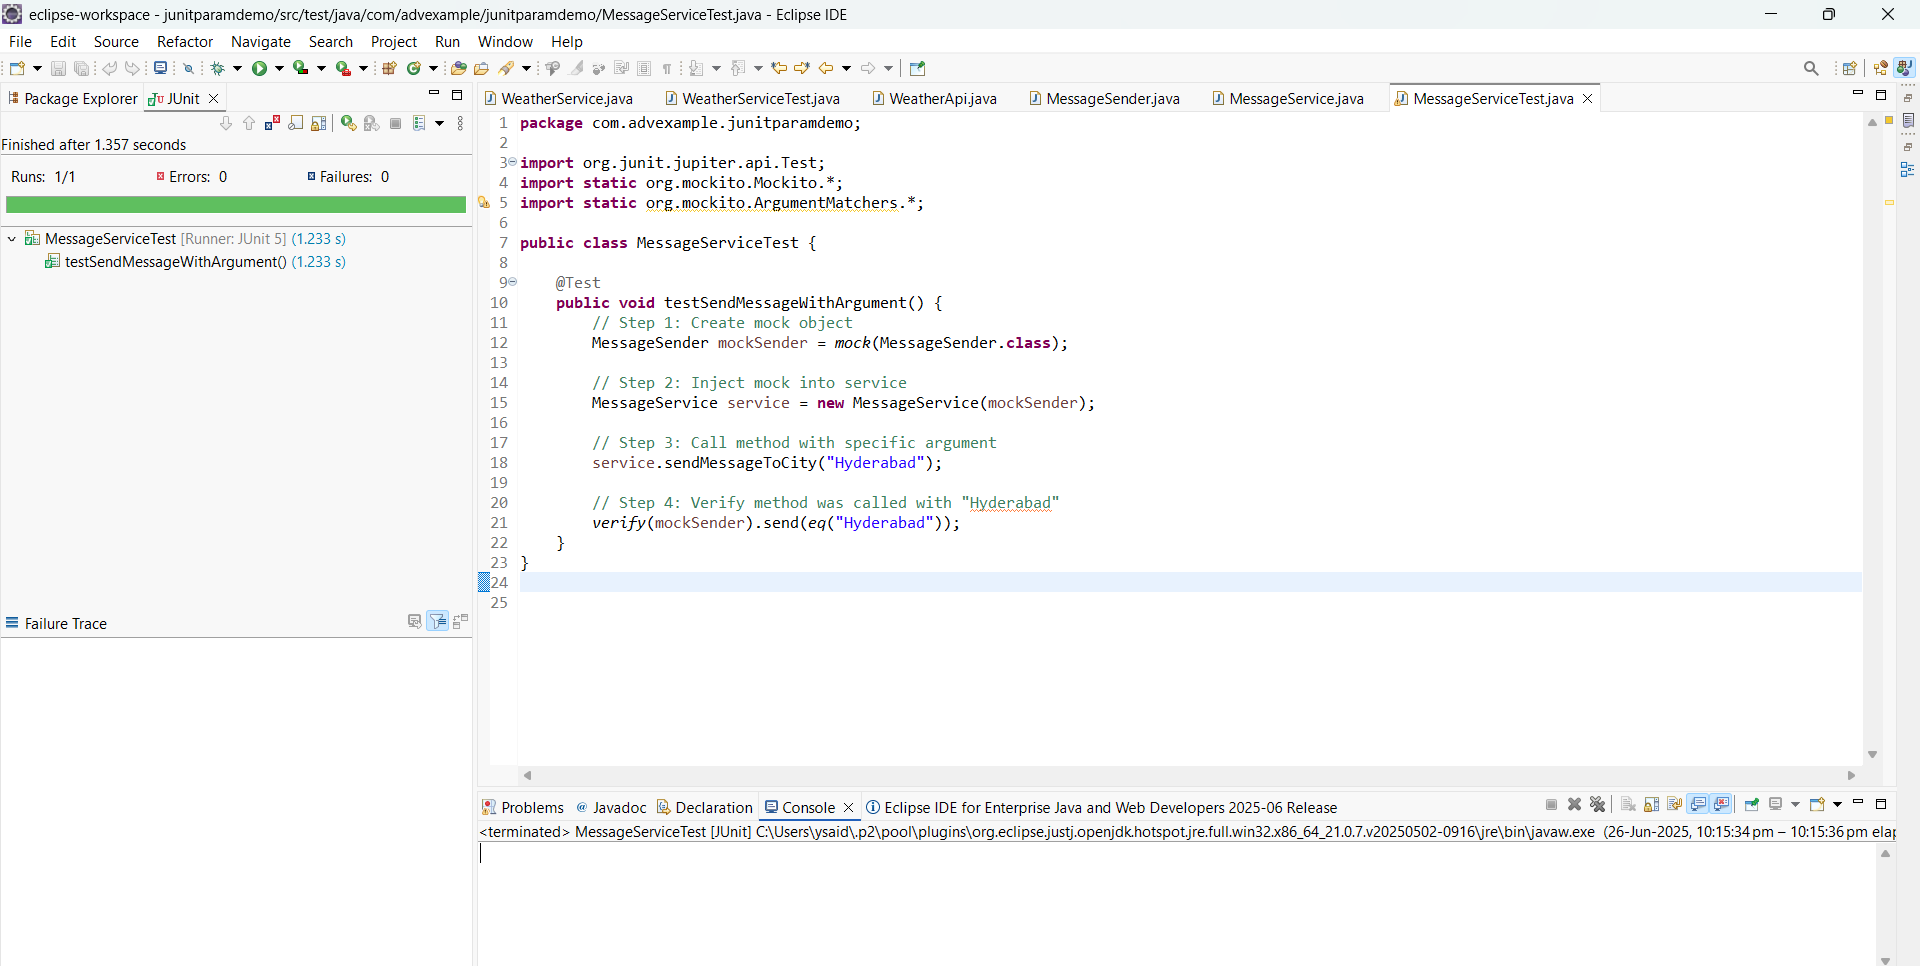 eclipse-workspace - junitparamdemo/src/test/java/com/advexample/junitparamdemo/MessageServiceTest.java - Eclipse IDE
File Edit Source Refactor Navigate Search Project Run Window Help
Package Explorer JUnit
Finished after 1.357 seconds
Runs: 1/1 Errors: 0 Failures: 0
MessageServiceTest [Runner: JUnit 5] (1.233 s)
testSendMessageWithArgument() (1.233 s)
Failure Trace
WeatherService.java WeatherServiceTest.java WeatherApi.java MessageSender.java MessageService.java MessageServiceTest.java
1 package com.advexample.junitparamdemo;
2
3 import org.junit.jupiter.api.Test;
4 import static org.mockito.Mockito.*;
5 import static org.mockito.ArgumentMatchers.*;
6
7 public class MessageServiceTest {
8
9     @Test
10     public void testSendMessageWithArgument() {
11         // Step 1: Create mock object
12         MessageSender mockSender = mock(MessageSender.class);
13
14         // Step 2: Inject mock into service
15         MessageService service = new MessageService(mockSender);
16
17         // Step 3: Call method with specific argument
18         service.sendMessageToCity("Hyderabad");
19
20         // Step 4: Verify method was called with "Hyderabad"
21         verify(mockSender).send(eq("Hyderabad"));
22     }
23 }
24
25
Problems Javadoc Declaration Console Eclipse IDE for Enterprise Java and Web Developers 2025-06 Release
<terminated> MessageServiceTest [JUnit] C:\Users\ysaid\.p2\pool\plugins\org.eclipse.justj.openjdk.hotspot.jre.full.win32.x86_64_21.0.7.v20250502-0916\jre\bin\javaw.exe (26-Jun-2025, 10:15:34 pm – 10:15:36 pm elap